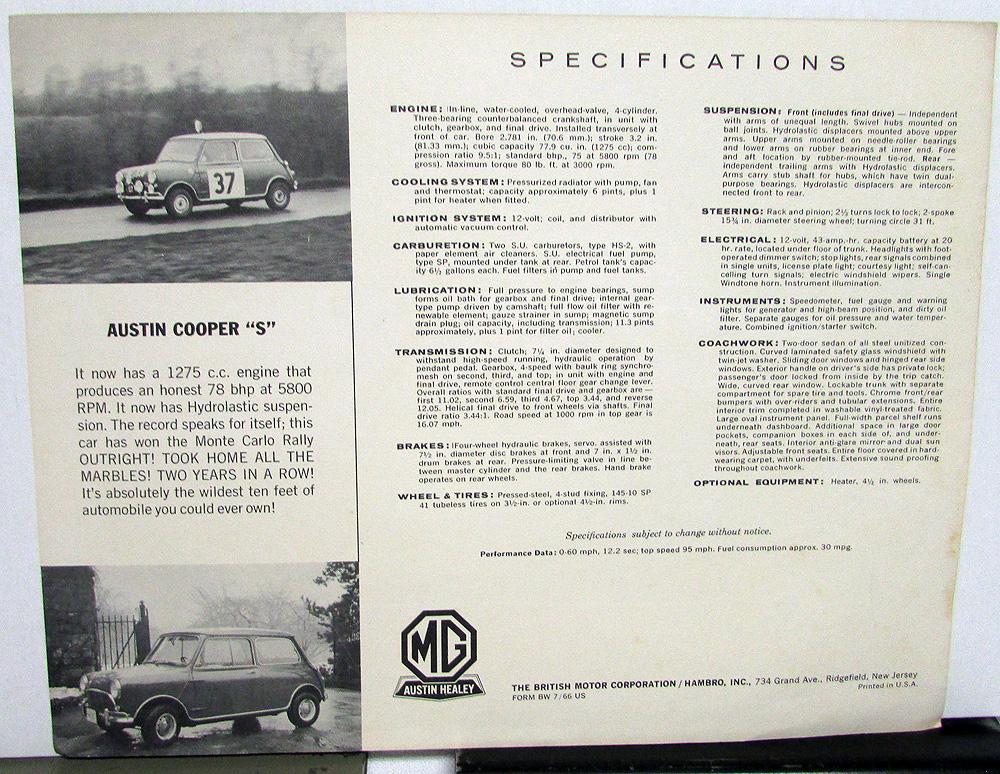 37
AUSTIN COOPER “S”
It now has a 1275 c.c. engine that
produces an honest 78 bhp at 5800
RPM. It now has Hydrolastic suspen-
sion. The record speaks for itself; this
car has won the Monte Carlo Rally
OUTRIGHT! TOOK HOME ALL THE
MARBLES! TWO YEARS IN A ROW!
It's absolutely the wildest ten feet of
automobile you could ever own!
SPECIFICATIONS
ENGINE: In-line, water-cooled, overhead-valve, 4-cylinder.
Three-bearing counterbalanced crankshaft, in unit with
clutch, gearbox, and final drive. Installed transversely at
front of car. Bore 2.781 in. (70.6 mm.); stroke 3.2 in.
(81.33 mm.); cubic capacity 77.9 cu. in. (1275 cc); com-
pression ratio 9.5:1; standard bhp., 75 at 5800 rpm (78
gross). Maximum torque 80 lb. ft. at 3000 rpm.
COOLING SYSTEM: Pressurized radiator with pump, fan
and thermostat; capacity approximately 6 pints, plus 1
pint for heater when fitted.
IGNITION SYSTEM: 12-volt; coil, and distributor with
automatic vacuum control.
CARBURETION: Two S.U. carburetors, type HS-2, with
paper element air cleaners. S.U. electrical fuel pump,
type SP, mounted under tank at rear. Petrol tank's capac-
ity 6½ gallons each. Fuel filters in pump and fuel tanks.
LUBRICATION: Full pressure to engine bearings, sump
forms oil bath for gearbox and final drive; internal gear-
type pump driven by camshaft; full flow oil filter with re-
newable element; gauze strainer in sump; magnetic sump
drain plug; oil capacity, including transmission; 11.3 pints
approximately, plus 1 pint for filter oil; cooler.
TRANSMISSION: Clutch; 7¼ in. diameter designed to
withstand high-speed running, hydraulic operation by
pendant pedal. Gearbox, 4-speed with baulk ring synchro-
mesh on second, third, and top; in unit with engine and
final drive, remote control central floor gear change lever.
Overall ratios with standard final drive and gearbox are —
first 11.02, second 6.59, third 4.67, top 3.44, and reverse
12.05. Helical final drive to front wheels via shafts. Final
drive ratio 3.44:1. Road speed at 1000 rpm in top gear is
16.07 mph.
BRAKES: Four-wheel hydraulic brakes, servo. assisted with
7½ in. diameter disc brakes at front and 7 in. x 1½ in.
drum brakes at rear. Pressure-limiting valve in line be-
tween master cylinder and the rear brakes. Hand brake
operates on rear wheels.
WHEEL & TIRES: Pressed-steel, 4-stud fixing, 145-10 SP
41 tubeless tires on 3½-in. or optional 4½-in. rims.
SUSPENSION: Front (includes final drive) — Independent
with arms of unequal length. Swivel hubs mounted on
ball joints. Hydrolastic displacers mounted above upper
arms. Upper arms mounted on needle-roller bearings
and lower arms on rubber bearings at inner end. Fore
and aft location by rubber-mounted tie-rod. Rear —
Independent trailing arms with Hydrolastic displacers.
Arms carry stub shaft for hubs, which have twin dual-
purpose bearings. Hydrolastic displacers are intercon-
nected front to rear.
STEERING: Rack and pinion; 2⅓ turns lock to lock; 2-spoke
15¾ in. diameter steering wheel; turning circle 31 ft.
ELECTRICAL: 12-volt, 43-amp.-hr. capacity battery at 20
hr. rate, located under floor of trunk. Headlights with foot-
operated dimmer switch; stop lights, rear signals combined
in single units, license plate light; courtesy light; self-can-
celling turn signals; electric windshield wipers. Single
Windtone horn. Instrument illumination.
INSTRUMENTS: Speedometer, fuel gauge and warning
lights for generator and high-beam position, and dirty oil
filter. Separate gauges for oil pressure and water temper-
ature. Combined ignition/starter switch.
COACHWORK: Two-door sedan of all steel unitized con-
struction. Curved laminated safety glass windshield with
twin-jet washer. Sliding door windows and hinged rear side
windows. Exterior handle on driver's side has private lock;
passenger's door locked from inside by the trip catch.
Wide, curved rear window. Lockable trunk with separate
compartment for spare tire and tools. Chrome front/rear
bumpers with over-riders and tubular extensions. Entire
interior trim completed in washable vinyl-treated fabric.
Large oval instrument panel. Full-width parcel shelf runs
underneath dashboard. Additional space in large door
pockets, companion boxes in each side of, and under-
neath, rear seats. Interior anti-glare mirror and dual sun
visors. Adjustable front seats. Entire floor covered in hard-
wearing carpet, with underfelts. Extensive sound proofing
throughout coachwork.
OPTIONAL EQUIPMENT: Heater, 4½ in. wheels.
Specifications subject to change without notice.
Performance Data: 0-60 mph, 12.2 sec; top speed 95 mph. Fuel consumption approx. 30 mpg.
MG
AUSTIN HEALEY
THE BRITISH MOTOR CORPORATION / HAMBRO, INC., 734 Grand Ave., Ridgefield, New Jersey
FORM BW 7/66 US
Printed in U.S.A.